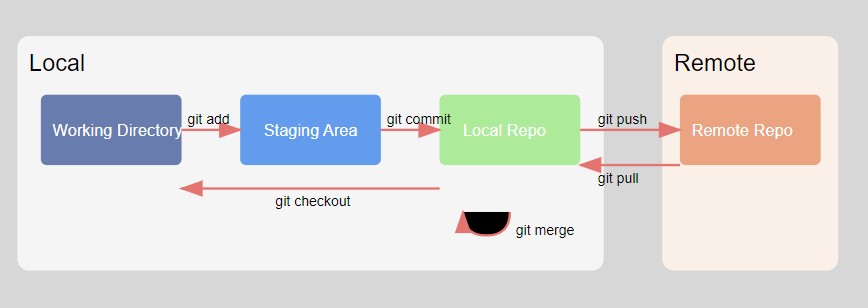 Local
Remote
Working Directory
git add
Staging Area
git commit
Local Repo
git push
Remote Repo
git pull
git checkout
git merge